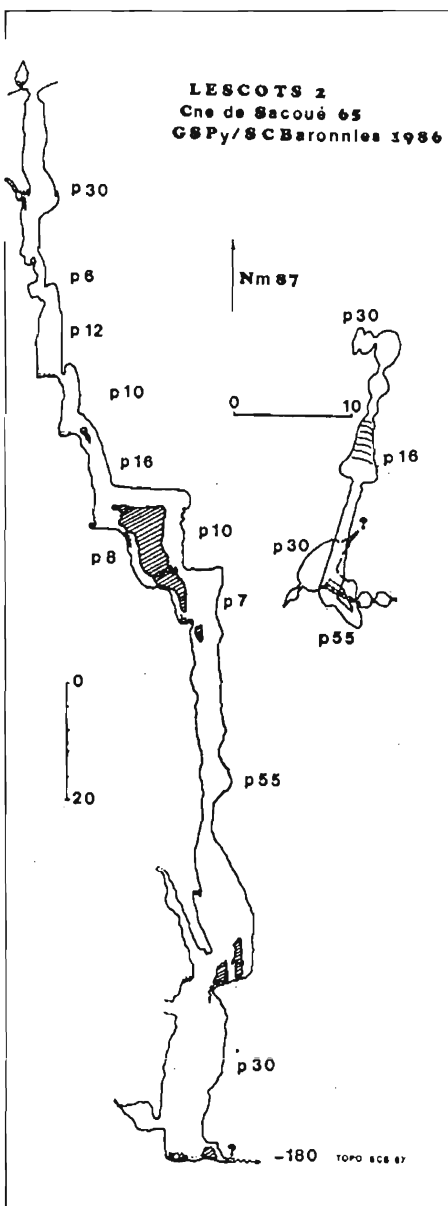 LESCOTS 2
Cne de Sacoué 65
GSPy/SCBaronnies 1986
p30
p6
Nm 87
p12
p30
p10
0 10
p16
p16
p10
p30
p8
p7
p55
0
20
p55
p30
-180 TOPO SCB 87